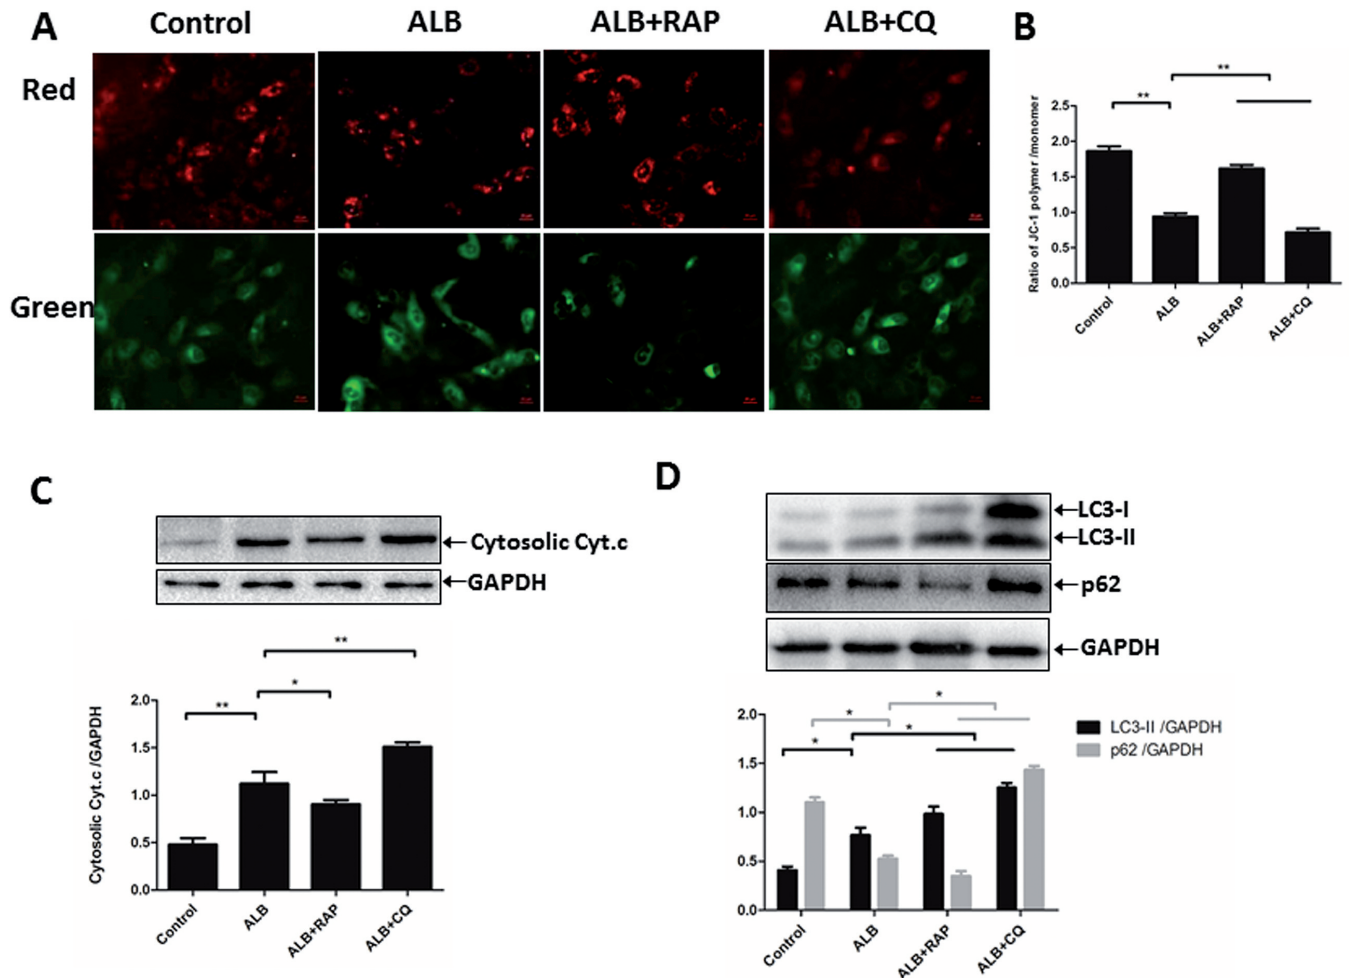 A
Control
ALB
ALB+RAP
ALB+CQ
Red
Green
B
**
**
Ratio of JC-1 polymer /monomer
2.5
2.0
1.5
1.0
0.5
0.0
Control
ALB
ALB+RAP
ALB+CQ
C
Cytosolic Cyt.c
GAPDH
**
*
**
Cytosolic Cyt.c /GAPDH
2.0
1.5
1.0
0.5
0.0
Control
ALB
ALB+RAP
ALB+CQ
D
LC3-I
LC3-II
p62
GAPDH
*
*
*
*
2.0
1.5
1.0
0.5
0.0
LC3-II /GAPDH
p62 /GAPDH
Control
ALB
ALB+RAP
ALB+CQ